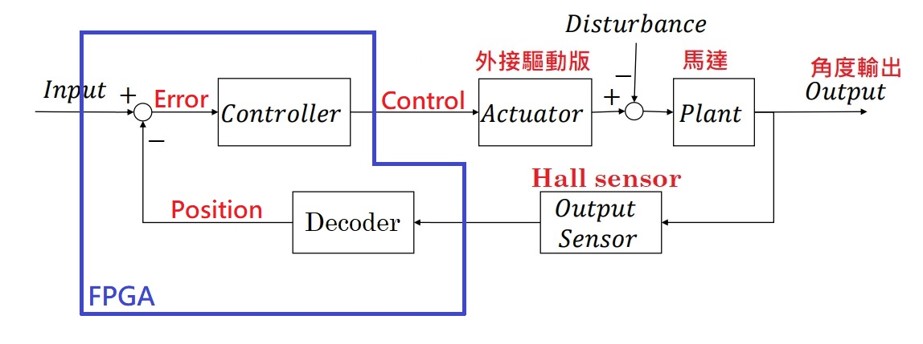 Disturbance
外接驅動版
馬達
角度輸出
Input
+
Error
Controller
Control
Actuator
+
−
Plant
Output
−
Hall sensor
Position
Decoder
Output
Sensor
FPGA